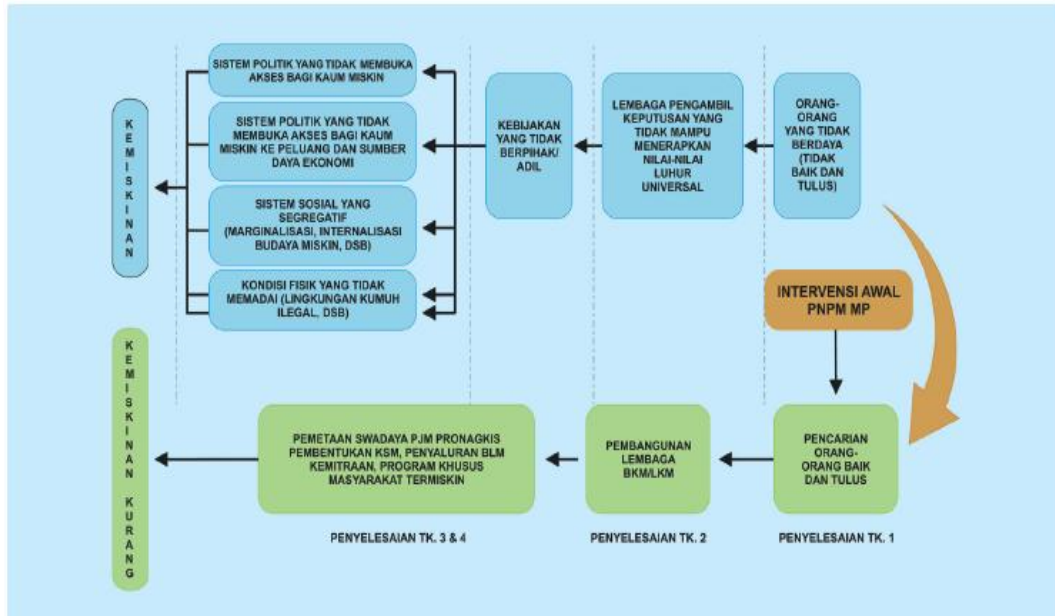 KEMISKINAN
SISTEM POLITIK YANG TIDAK MEMBUKA
AKSES BAGI KAUM MISKIN
SISTEM POLITIK YANG TIDAK
MEMBUKA AKSES BAGI KAUM
MISKIN KE PELUANG DAN SUMBER
DAYA EKONOMI
SISTEM SOSIAL YANG
SEGREGATIF
(MARGINALISASI, INTERNALISASI
BUDAYA MISKIN, DSB)
KONDISI FISIK YANG TIDAK
MEMADAI (LINGKUNGAN KUMUH
ILEGAL, DSB)
KEBIJAKAN
YANG TIDAK
BERPIHAK/
ADIL
LEMBAGA PENGAMBIL
KEPUTUSAN YANG
TIDAK MAMPU
MENERAPKAN
NILAI-NILAI
LUHUR
UNIVERSAL
ORANG-
ORANG
YANG TIDAK
BERDAYA
(TIDAK
BAIK DAN
TULUS)
INTERVENSI AWAL
PNPM MP
KEMISKINAN KURANG
PEMETAAN SWADAYA PJM PRONAGKIS
PEMBENTUKAN KSM, PENYALURAN BLM
KEMITRAAN, PROGRAM KHUSUS
MASYARAKAT TERMISKIN
PEMBANGUNAN
LEMBAGA
BKM/LKM
PENCARIAN
ORANG-
ORANG BAIK
DAN TULUS
PENYELESAIAN TK. 3 & 4
PENYELESAIAN TK. 2
PENYELESAIAN TK. 1